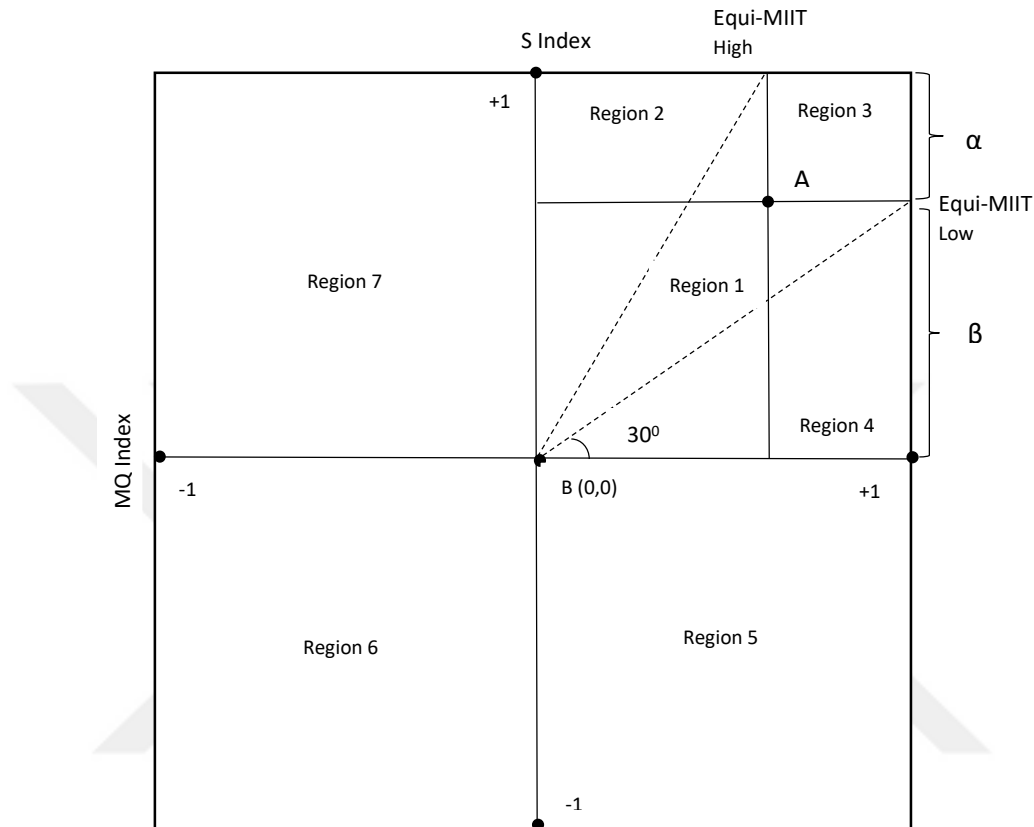 Equi-MIIT
High
S Index
+1
Region 2
Region 3
α
A
Equi-MIIT
Low
Region 7
Region 1
β
MQ Index
30⁰
Region 4
-1
B (0,0)
+1
Region 6
Region 5
-1